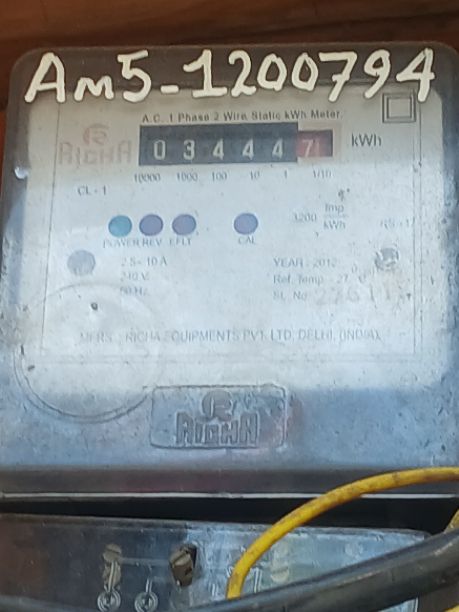 Am5-1200794
A.C. 1 Phase 2 Wire Static kWh Meter.
RICHA
0 3 4 4 4 7 kWh
10000 1000 100 10 1 1/10
CL-1
3200 Imp/kWh
POWER REV EFLT CAL
2.5-10 A
240 V
50 Hz
YEAR: 2012
Ref. Temp - 27
SL. No.
MFRS.: RICHA EQUIPMENTS PVT. LTD. DELHI, (INDIA)
RICHA